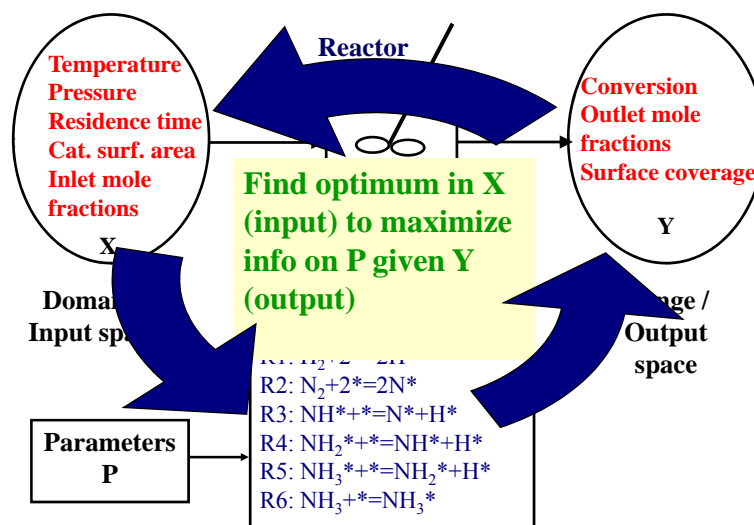 Reactor
Temperature
Pressure
Residence time
Cat. surf. area
Inlet mole
fractions
X
Conversion
Outlet mole
fractions
Surface coverage
Y
Find optimum in X
(input) to maximize
info on P given Y
(output)
Input
Output
space
R2: N₂+2*=2N*
R3: NH*+*=N*+H*
R4: NH₂*+*=NH*+H*
R5: NH₃*+*=NH₂*+H*
R6: NH₃+*=NH₃*
Parameters
P